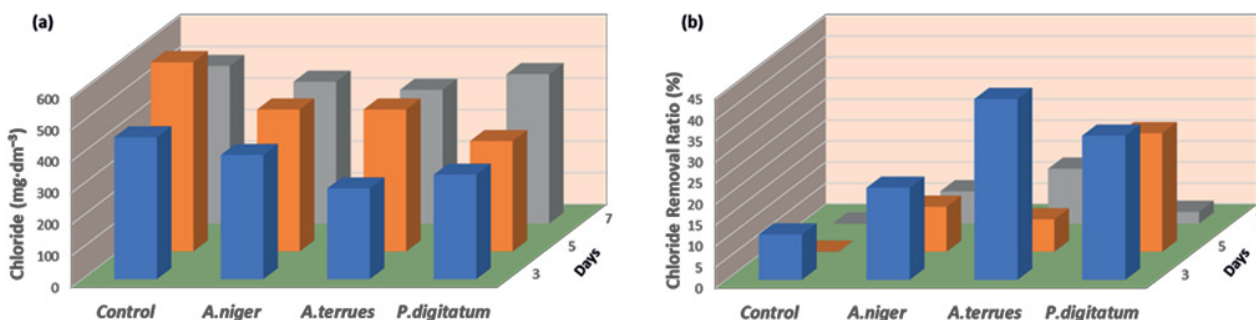 (a)
Chloride (mg·dm⁻³)
600
500
400
300
200
100
0
Control A.niger A.terrues P.digitatum
3
5
7
Days
(b)
Chloride Removal Ratio (%)
45
40
35
30
25
20
15
10
5
0
Control A.niger A.terrues P.digitatum
3
5
Days